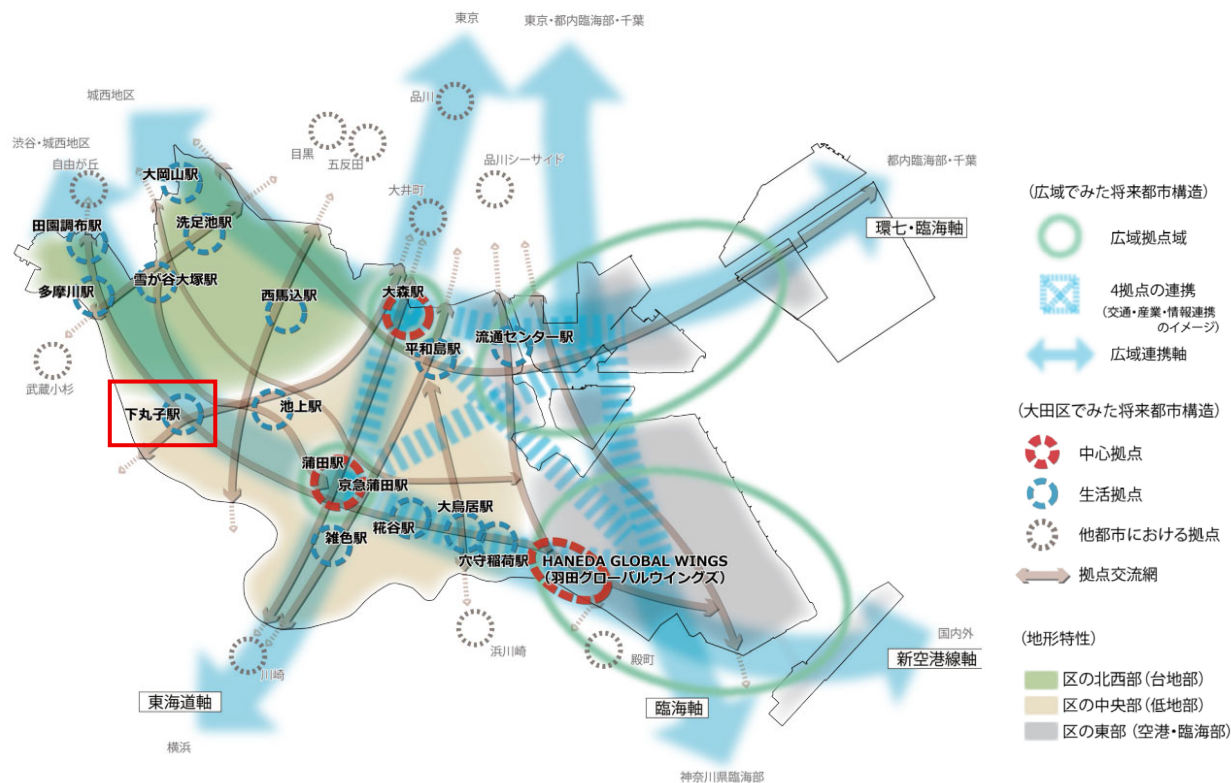 東京
東京・都内臨海部・千葉
城西地区
品川
渋谷・城西地区
自由が丘
目黒
五反田
品川シーサイド
都内臨海部・千葉
大岡山駅
大井町
田園調布駅
洗足池駅
環七・臨海軸
雪が谷大塚駅
多摩川駅
西馬込駅
大森駅
流通センター駅
平和島駅
武蔵小杉
下丸子駅
池上駅
蒲田駅
京急蒲田駅
大鳥居駅
糀谷駅
雑色駅
穴守稲荷駅
HANEDA GLOBAL WINGS
(羽田グローバルウイングズ)
国内外
浜川崎
殿町
新空港線軸
川崎
東海道軸
臨海軸
横浜
神奈川県臨海部
(広域でみた将来都市構造)
広域拠点域
4拠点の連携
(交通・産業・情報連携
のイメージ)
広域連携軸
(大田区でみた将来都市構造)
中心拠点
生活拠点
他都市における拠点
拠点交流網
(地形特性)
区の北西部(台地部)
区の中央部(低地部)
区の東部(空港・臨海部)